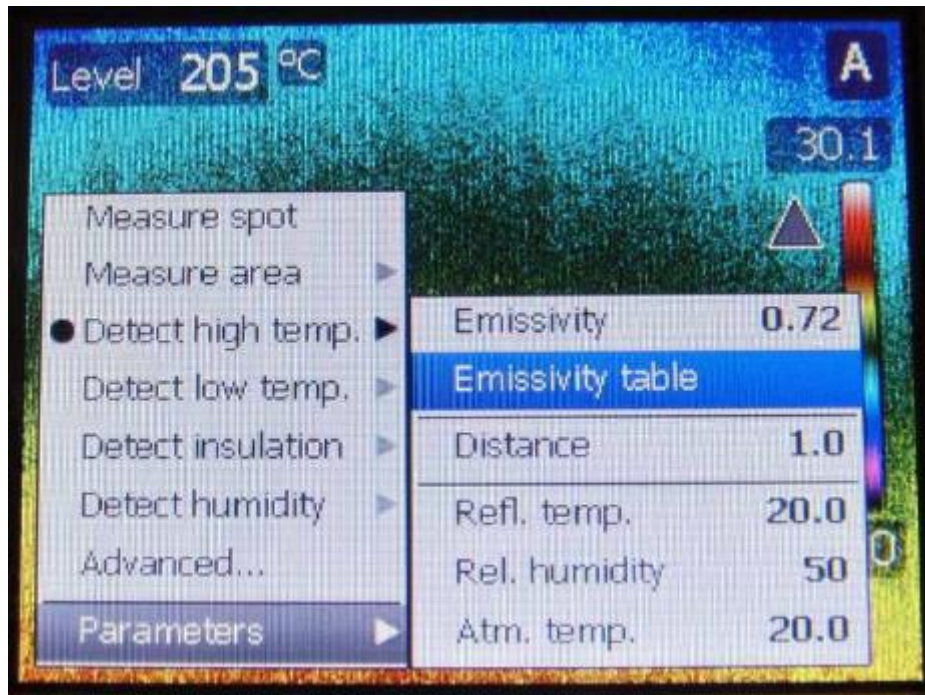 Level 205 °C
A
30.1
Measure spot
Measure area
Detect high temp.
Detect low temp.
Detect insulation
Detect humidity
Advanced...
Parameters
Emissivity 0.72
Emissivity table
Distance 1.0
Refl. temp. 20.0
Rel. humidity 50
Atm. temp. 20.0